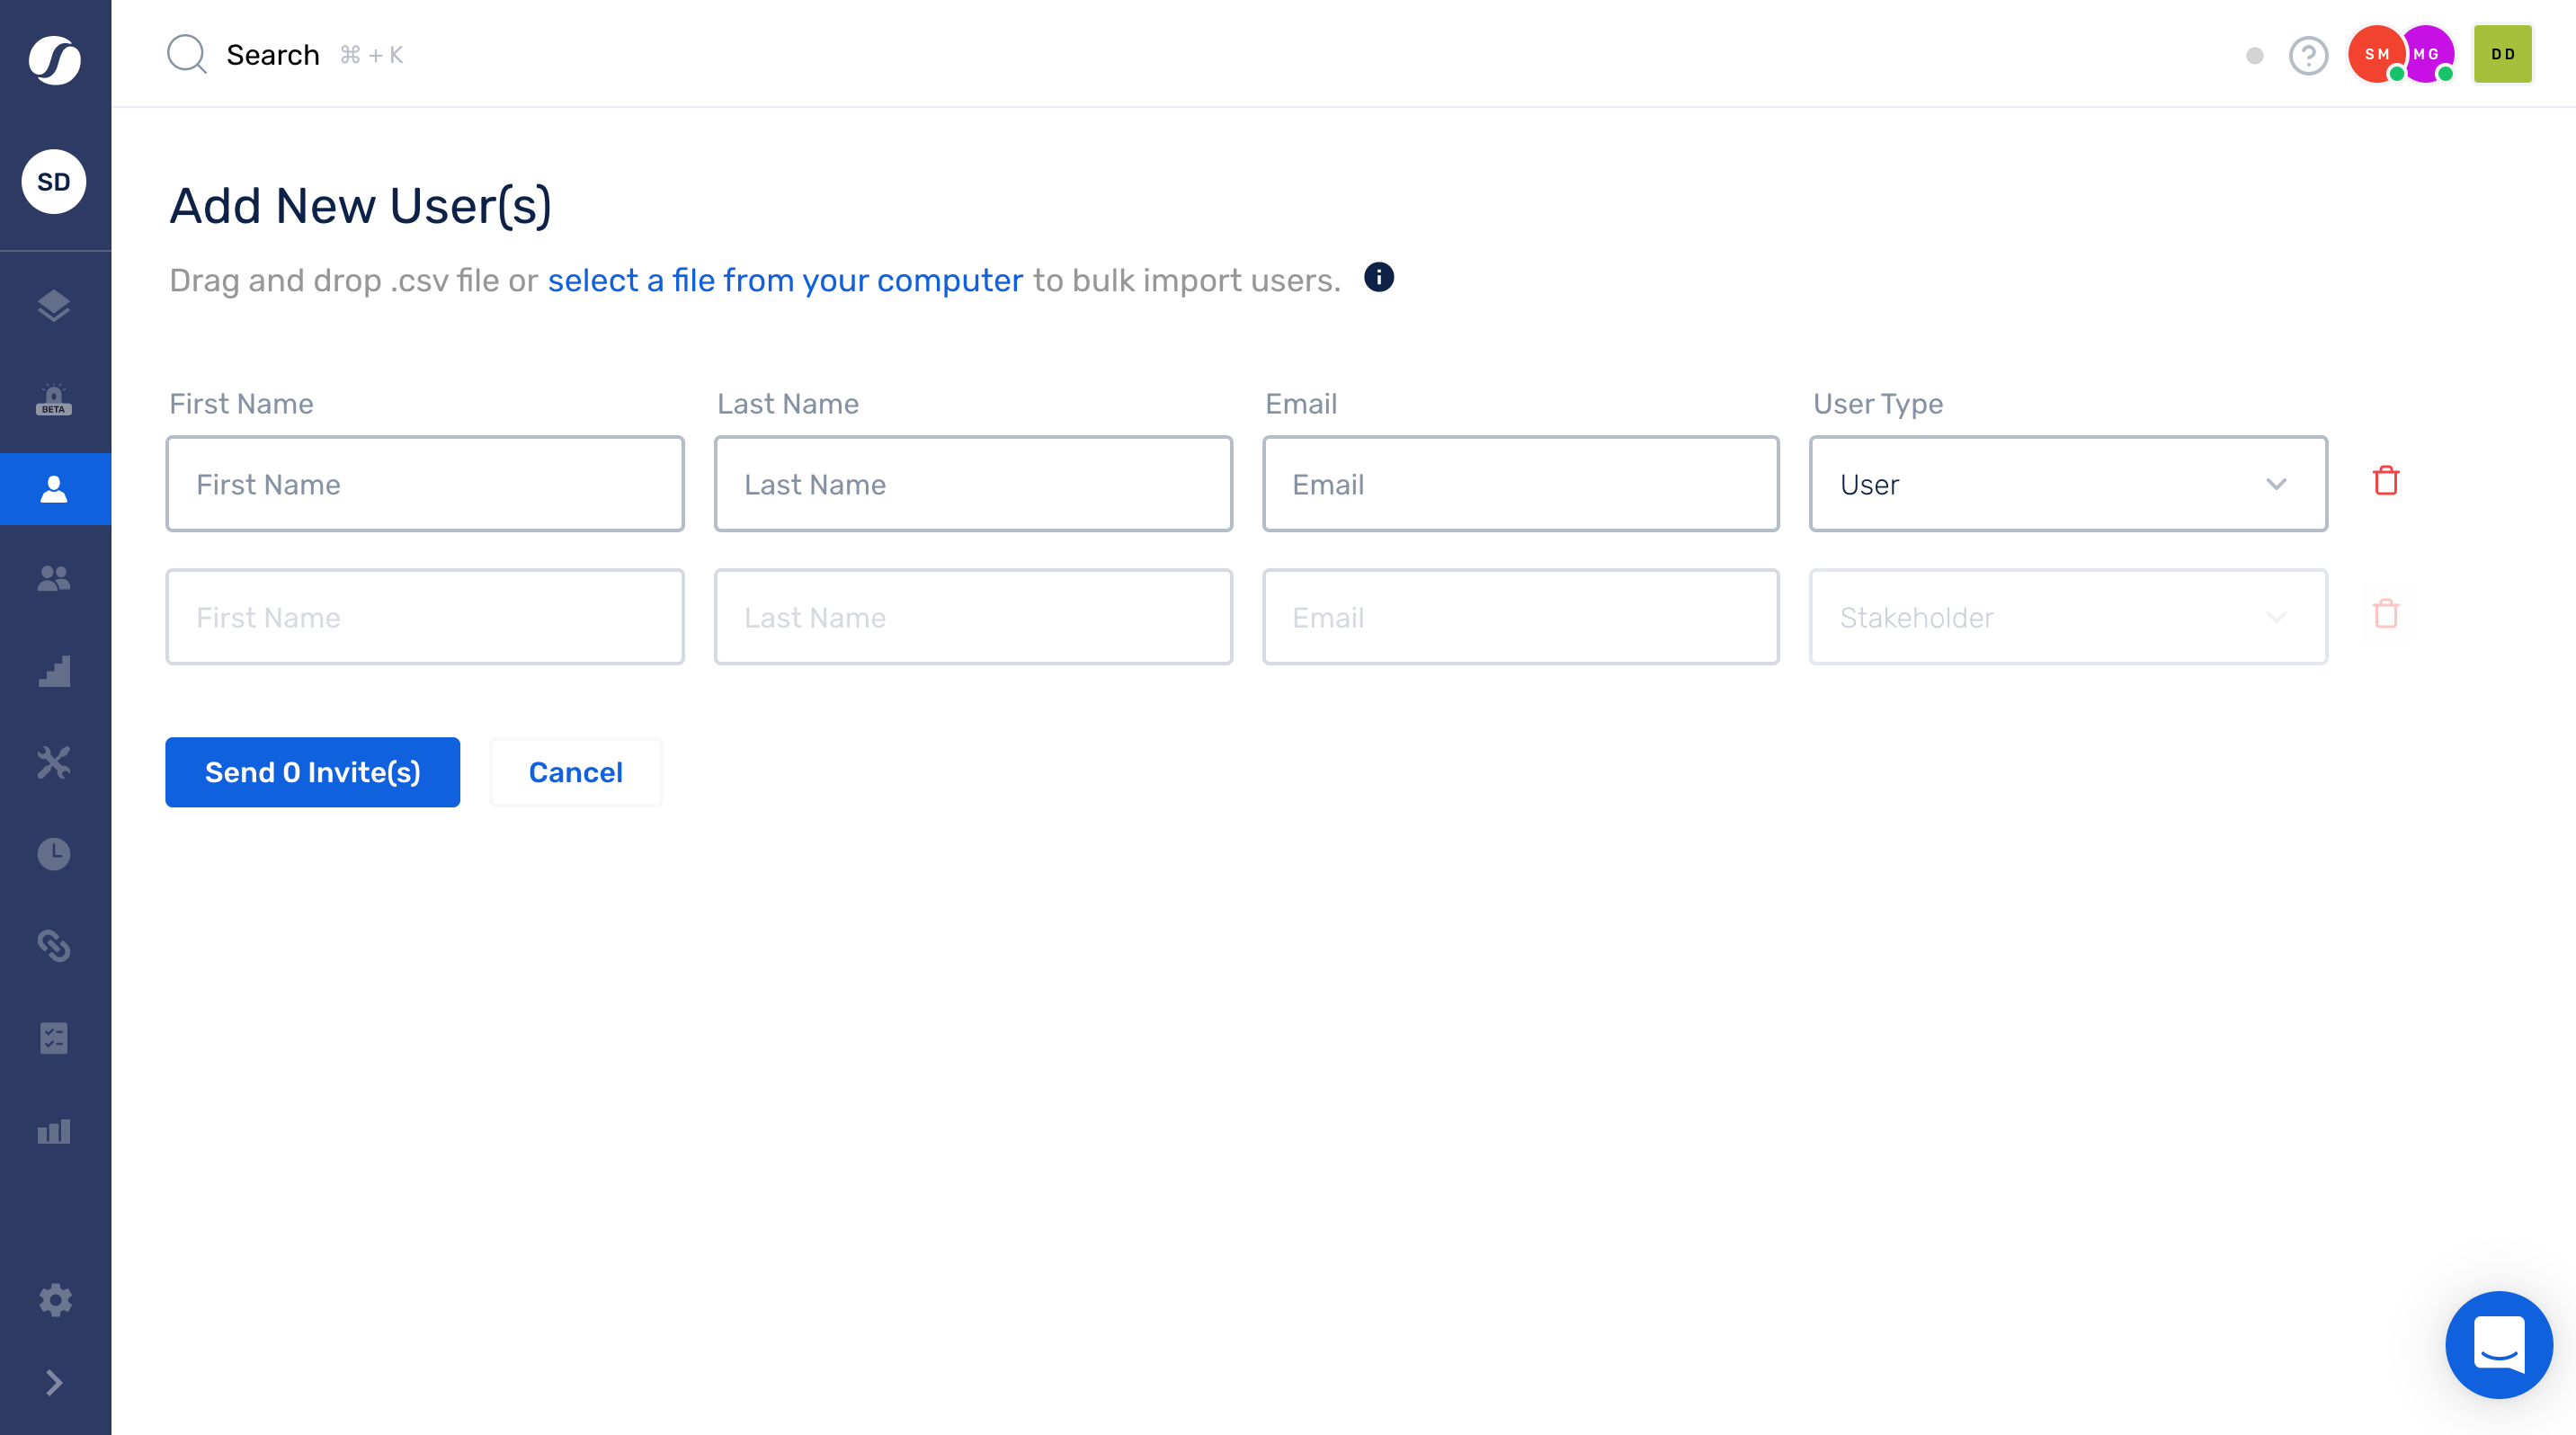 Search ⌘ + K
SM
MG
DD
SD
Add New User(s)
Drag and drop .csv file or select a file from your computer to bulk import users.
BETA
First Name Last Name Email User Type
First Name Last Name Email User
First Name Last Name Email Stakeholder
Send 0 Invite(s) Cancel